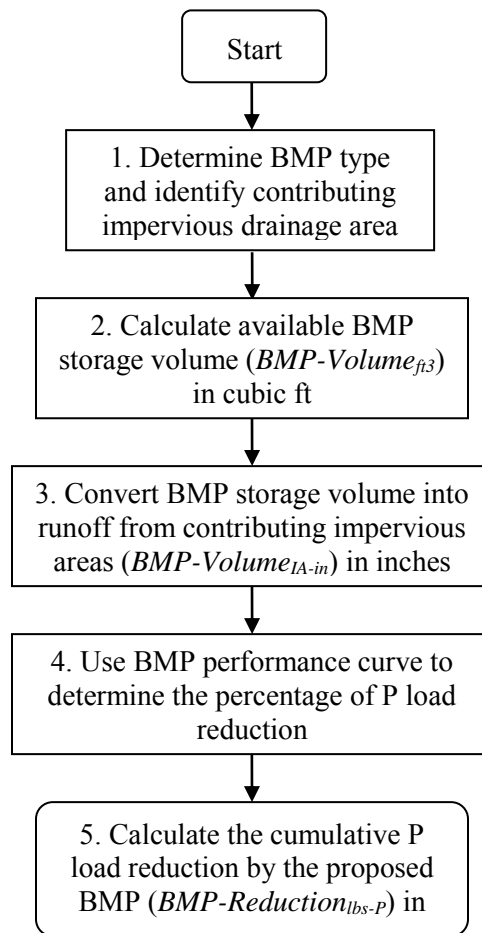 Start
1. Determine BMP type
and identify contributing
impervious drainage area
2. Calculate available BMP
storage volume (BMP-Volumeft3)
in cubic ft
3. Convert BMP storage volume into
runoff from contributing impervious
areas (BMP-VolumeIA-in) in inches
4. Use BMP performance curve to
determine the percentage of P load
reduction
5. Calculate the cumulative P
load reduction by the proposed
BMP (BMP-Reductionlbs-P) in